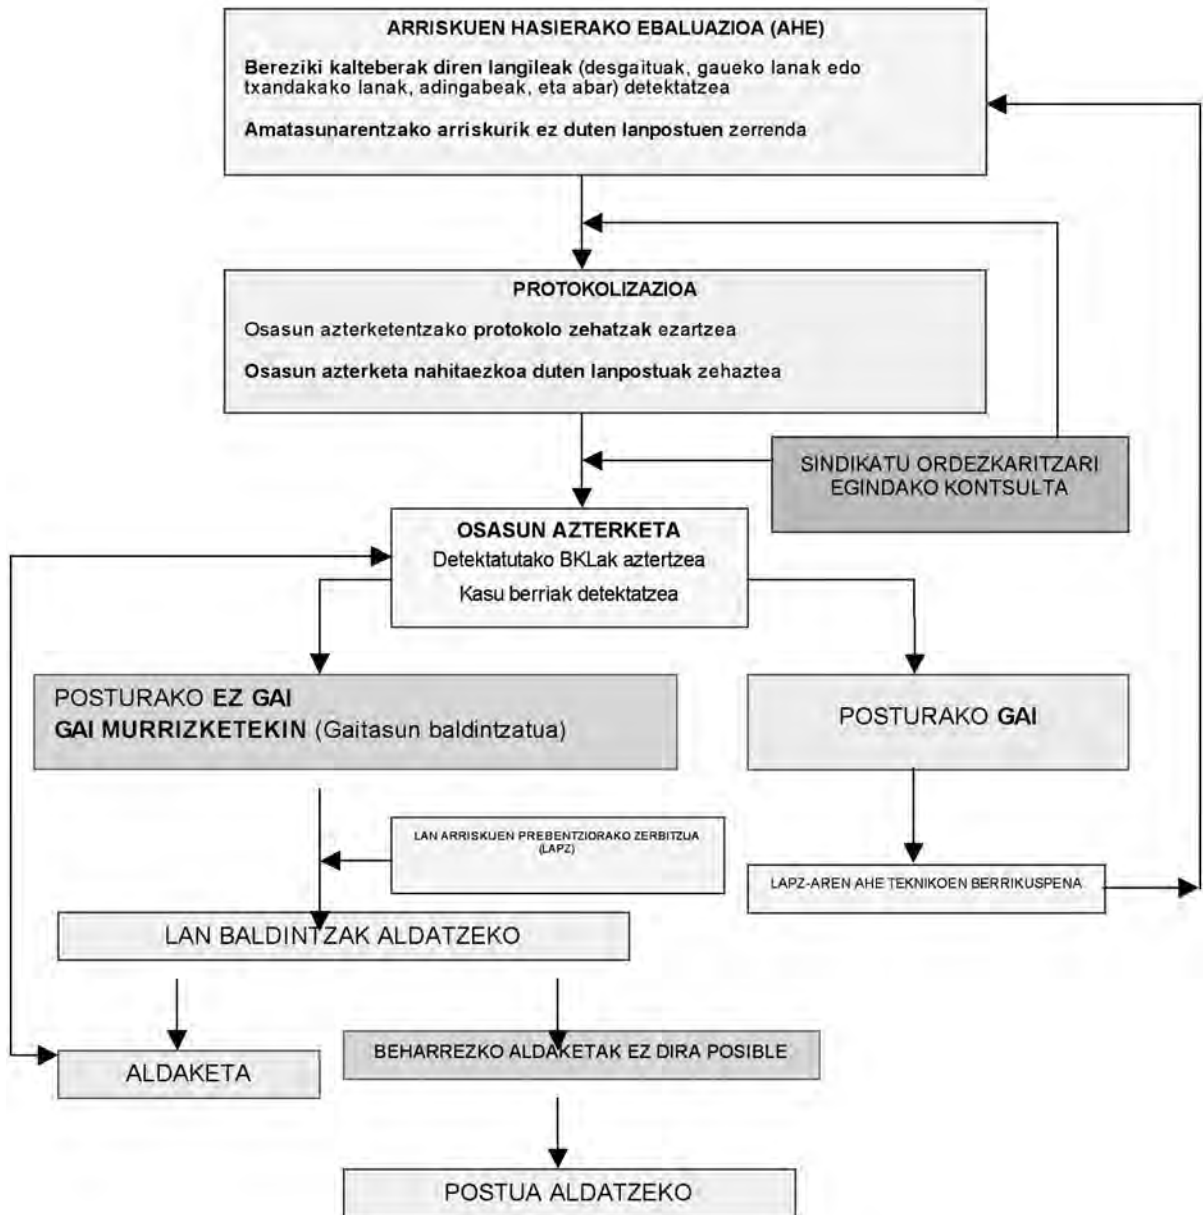 ARRISKUEN HASIERAKO EBALUAZIOA (AHE)
Bereziki kalteberak diren langileak (desgaituak, gaueko lanak edo
txandakako lanak, adingabeak, eta abar) detektatzea
Amatasunarentzako arriskurik ez duten lanpostuen zerrenda
PROTOKOLIZAZIOA
Osasun azterketentzako protokolo zehatzak ezartzea
Osasun azterketa nahitaezkoa duten lanpostuak zehaztea
SINDIKATU ORDEZKARITZARI
EGINDAKO KONTSULTA
OSASUN AZTERKETA
Detektatutako BKLak aztertzea
Kasu berriak detektatzea
POSTURAKO EZ GAI
GAI MURRIZKETEKIN (Gaitasun baldintzatua)
POSTURAKO GAI
LAN ARRISKUEN PREBENTZIORAKO ZERBITZUA
(LAPZ)
LAPZ-AREN AHE TEKNIKOEN BERRIKUSPENA
LAN BALDINTZAK ALDATZEKO
BEHARREZKO ALDAKETAK EZ DIRA POSIBLE
ALDAKETA
POSTUA ALDATZEKO